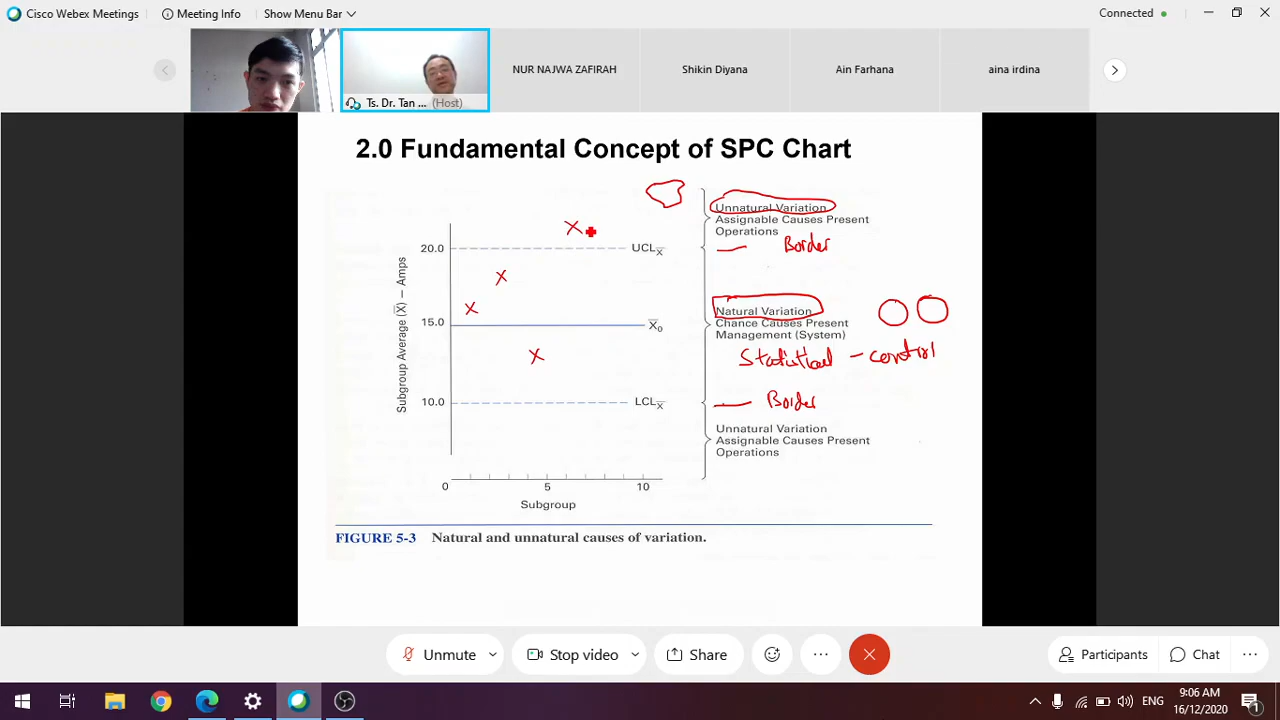 Cisco Webex Meetings
Meeting Info
Show Menu Bar
Connected
Ts. Dr. Tan ... (Host)
NUR NAJWA ZAFIRAH
Shikin Diyana
Ain Farhana
aina irdina
2.0 Fundamental Concept of SPC Chart
Subgroup Average (X̄) — Amps
20.0
15.0
10.0
0
5
10
Subgroup
UCLX̄
X̄0
LCLX̄
Unnatural Variation
Assignable Causes Present
Operations
Border
Natural Variation
Chance Causes Present
Management (System)
Statistical - control
Border
Unnatural Variation
Assignable Causes Present
Operations
FIGURE 5-3 Natural and unnatural causes of variation.
Unmute
Stop video
Share
Participants
Chat
ENG
9:06 AM
16/12/2020
1